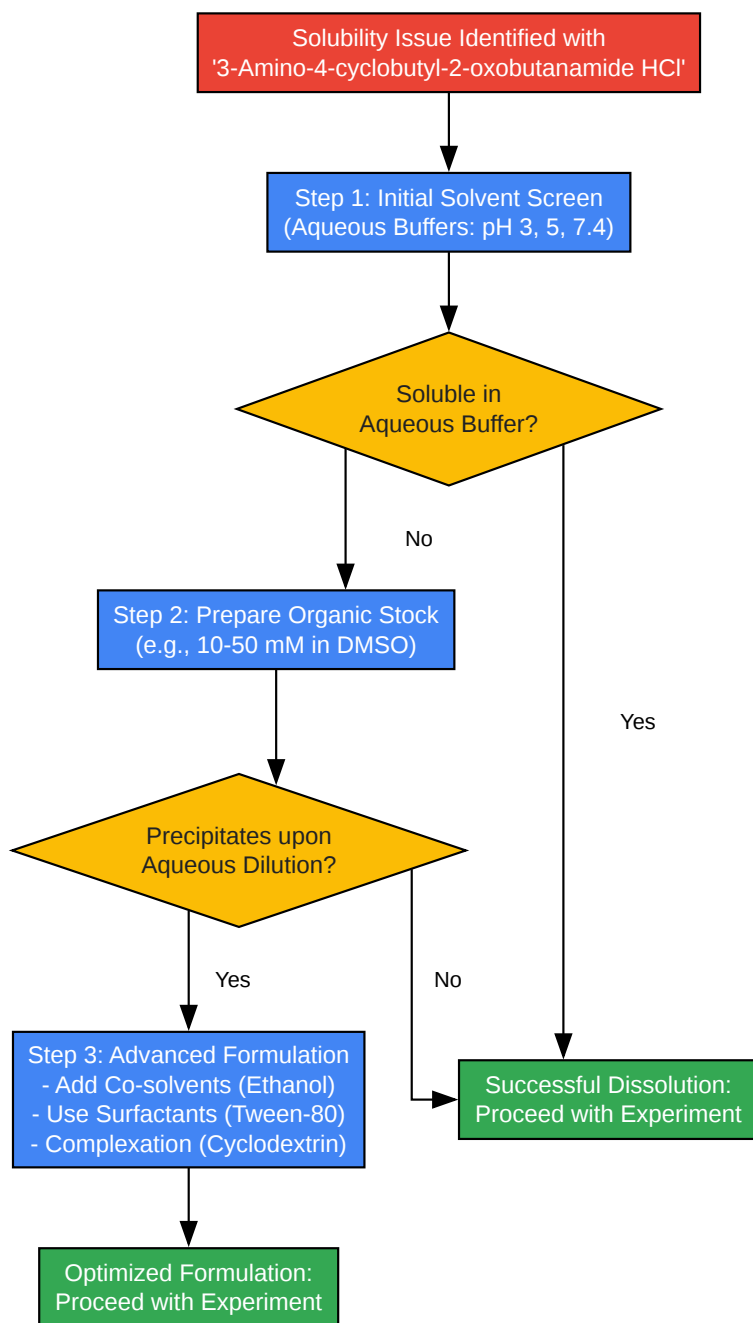 Solubility Issue Identified with
'3-Amino-4-cyclobutyl-2-oxobutanamide HCl'
Step 1: Initial Solvent Screen
(Aqueous Buffers: pH 3, 5, 7.4)
Soluble in
Aqueous Buffer?
No
Step 2: Prepare Organic Stock
(e.g., 10-50 mM in DMSO)
Yes
Precipitates upon
Aqueous Dilution?
Yes
No
Step 3: Advanced Formulation
- Add Co-solvents (Ethanol)
- Use Surfactants (Tween-80)
- Complexation (Cyclodextrin)
Successful Dissolution:
Proceed with Experiment
Optimized Formulation:
Proceed with Experiment